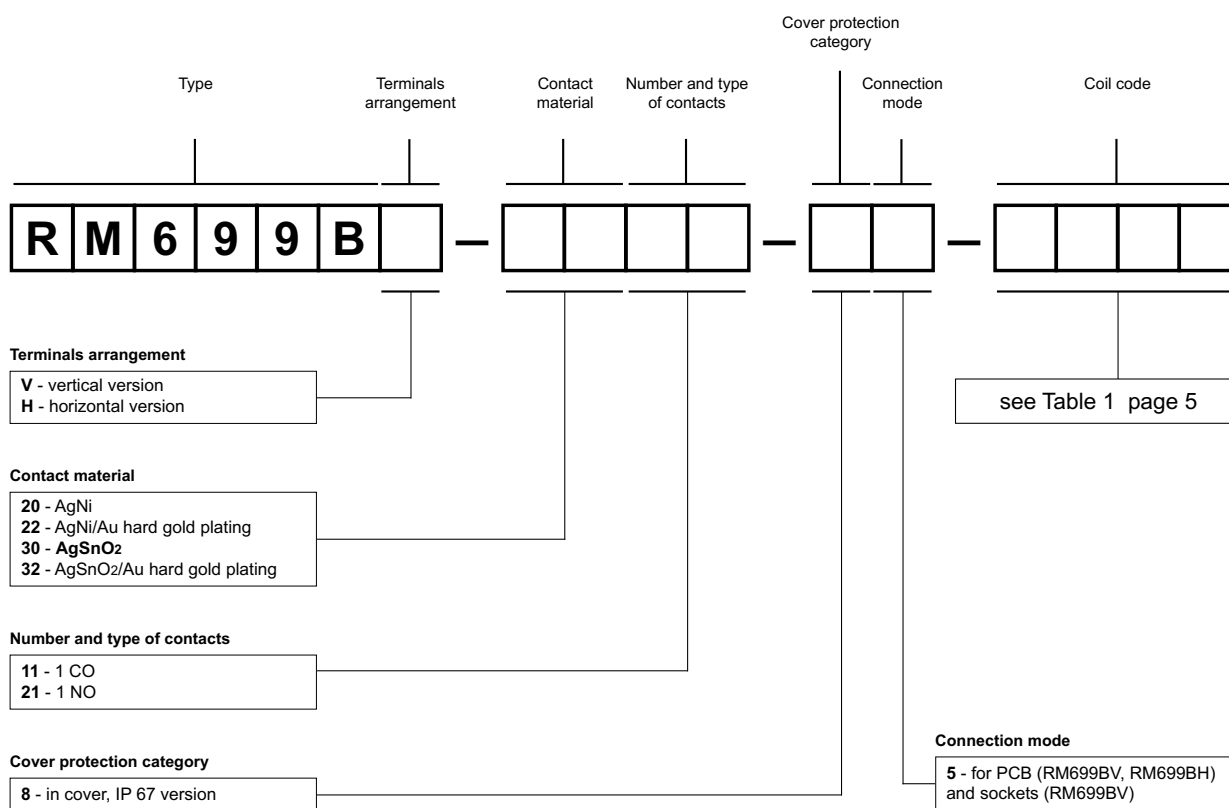 Cover protection
category
Type
Terminals
arrangement
Contact
material
Number and type
of contacts
Connection
mode
Coil code
R M 6 9 9 B – – –
Terminals arrangement
V - vertical version
H - horizontal version
see Table 1 page 5
Contact material
20 - AgNi
22 - AgNi/Au hard gold plating
30 - AgSnO2
32 - AgSnO2/Au hard gold plating
Number and type of contacts
11 - 1 CO
21 - 1 NO
Cover protection category
8 - in cover, IP 67 version
Connection mode
5 - for PCB (RM699BV, RM699BH)
and sockets (RM699BV)